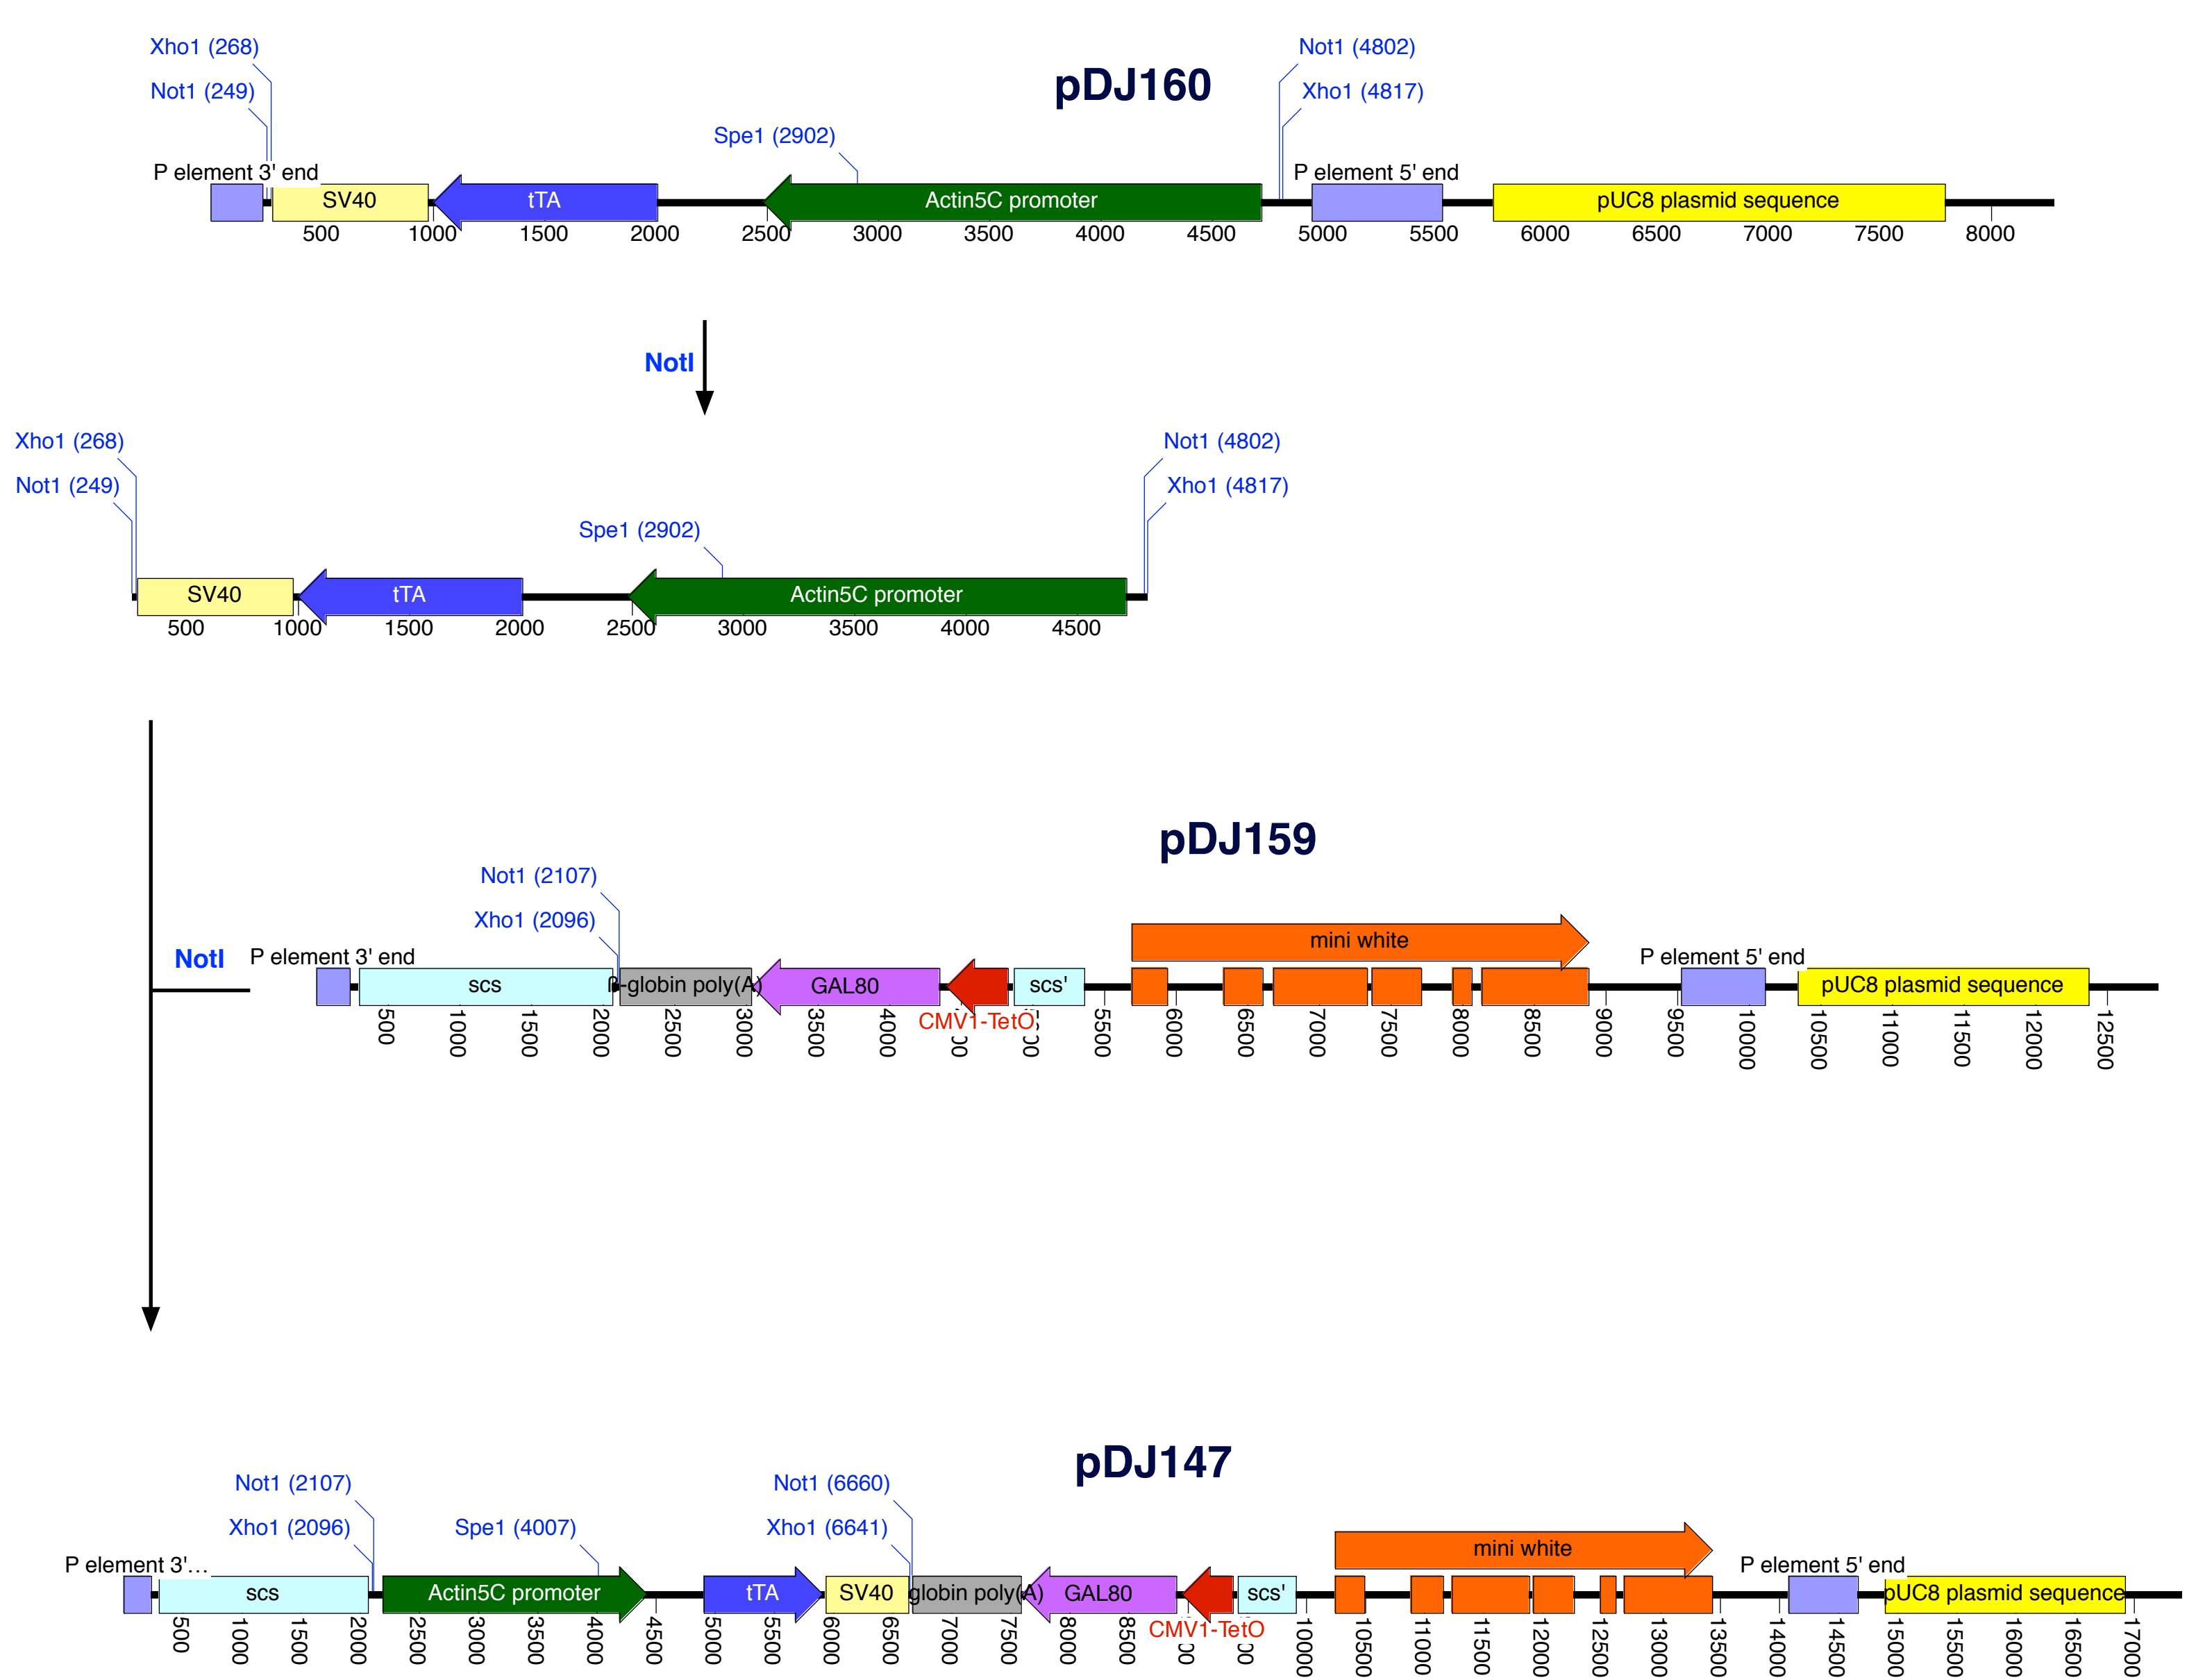 Xho1 (268)
Not1 (4802)
pDJ160
Not1 (249)
Xho1 (4817)
Spe1 (2902)
P element 3' end
P element 5' end
SV40
tTA
Actin5C promoter
pUC8 plasmid sequence
500 1000 1500 2000 2500 3000 3500 4000 4500 5000 5500 6000 6500 7000 7500 8000
NotI
Xho1 (268)
Not1 (4802)
Not1 (249)
Xho1 (4817)
Spe1 (2902)
SV40
tTA
Actin5C promoter
500 1000 1500 2000 2500 3000 3500 4000 4500
pDJ159
Not1 (2107)
Xho1 (2096)
mini white
NotI
P element 3' end
P element 5' end
scs
ß-globin poly(A)
GAL80
scs'
pUC8 plasmid sequence
CMV1-TetO
500 1000 1500 2000 2500 3000 3500 4000 5500 6000 6500 7000 7500 8000 8500 9000 9500 10000 10500 11000 11500 12000 12500
pDJ147
Not1 (2107)
Not1 (6660)
Xho1 (2096)
Spe1 (4007)
Xho1 (6641)
mini white
P element 3'...
P element 5' end
scs
Actin5C promoter
tTA
SV40
globin poly(A)
GAL80
scs'
pUC8 plasmid sequence
CMV1-TetO
500 1000 1500 2000 2500 3000 3500 4000 4500 5000 5500 6000 6500 7000 7500 8000 8500 10000 10500 11000 11500 12000 12500 13000 13500 14000 14500 15000 15500 16000 16500 17000